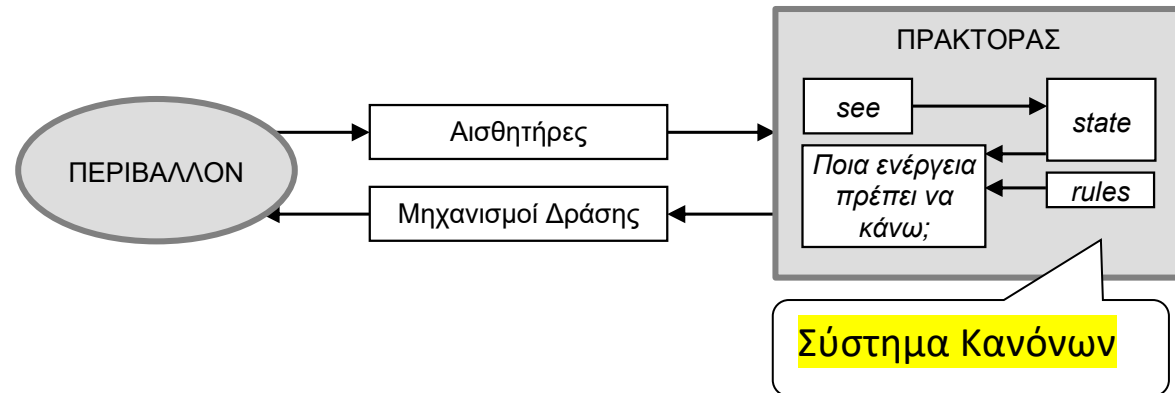 ΠΕΡΙΒΑΛΛΟΝ
Αισθητήρες
Μηχανισμοί Δράσης
ΠΡΑΚΤΟΡΑΣ
see
state
Ποια ενέργεια
πρέπει να
κάνω;
rules
Σύστημα Κανόνων